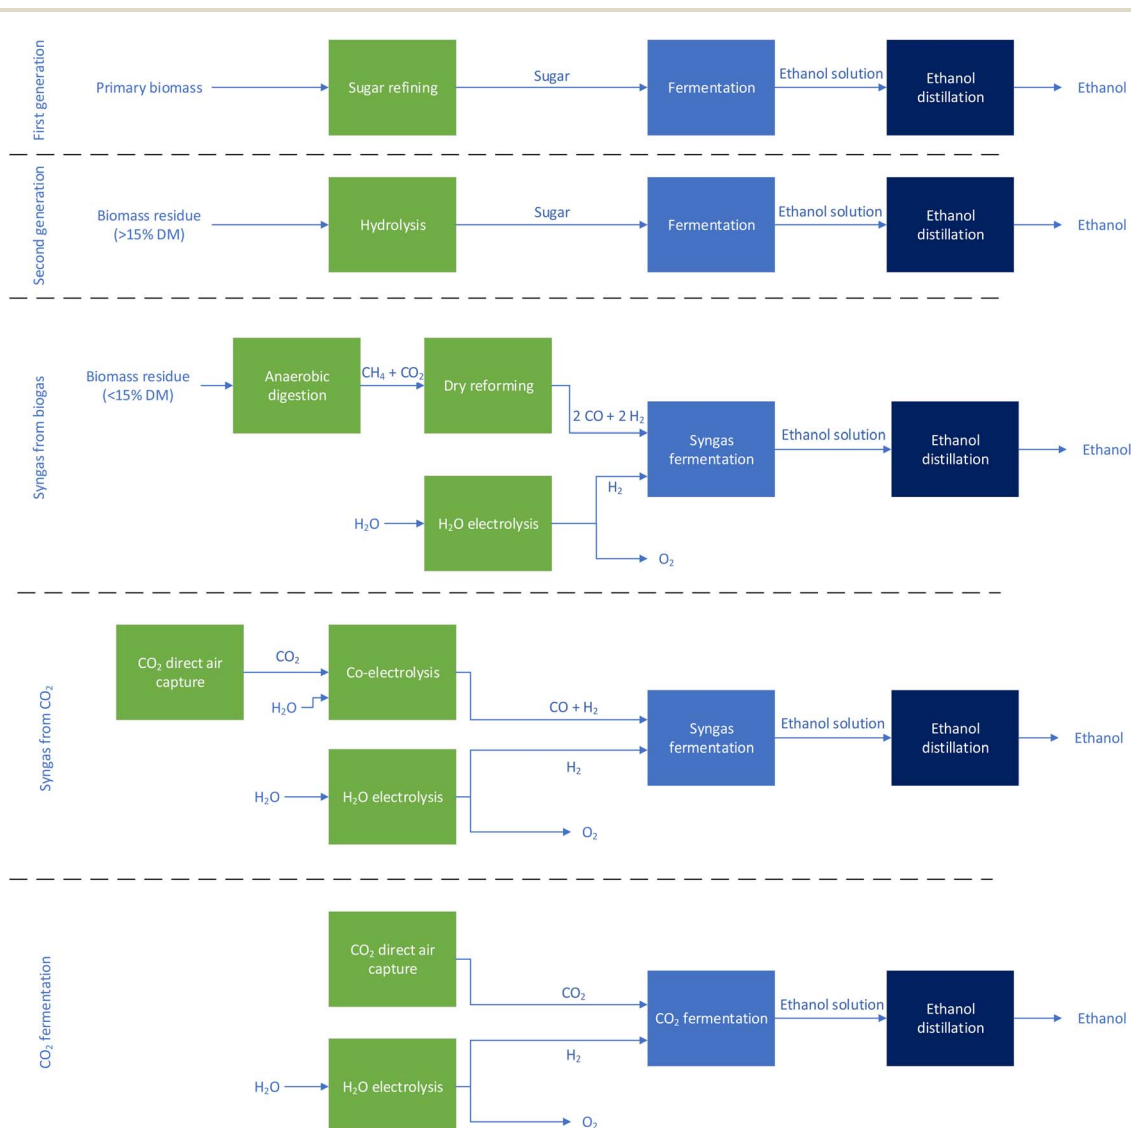 First generation
Primary biomass
Sugar refining
Sugar
Fermentation
Ethanol solution
Ethanol
distillation
Ethanol
Second generation
Biomass residue
(>15% DM)
Hydrolysis
Sugar
Fermentation
Ethanol solution
Ethanol
distillation
Ethanol
Syngas from biogas
Biomass residue
(<15% DM)
Anaerobic
digestion
CH₄ + CO₂
Dry reforming
2 CO + 2 H₂
H₂O
H₂O electrolysis
H₂
O₂
Syngas
fermentation
Ethanol solution
Ethanol
distillation
Ethanol
Syngas from CO₂
CO₂ direct air
capture
CO₂
H₂O
Co-electrolysis
CO + H₂
H₂O
H₂O electrolysis
H₂
O₂
Syngas
fermentation
Ethanol solution
Ethanol
distillation
Ethanol
CO₂ fermentation
CO₂ direct air
capture
CO₂
H₂O
H₂O electrolysis
H₂
O₂
CO₂ fermentation
Ethanol solution
Ethanol
distillation
Ethanol